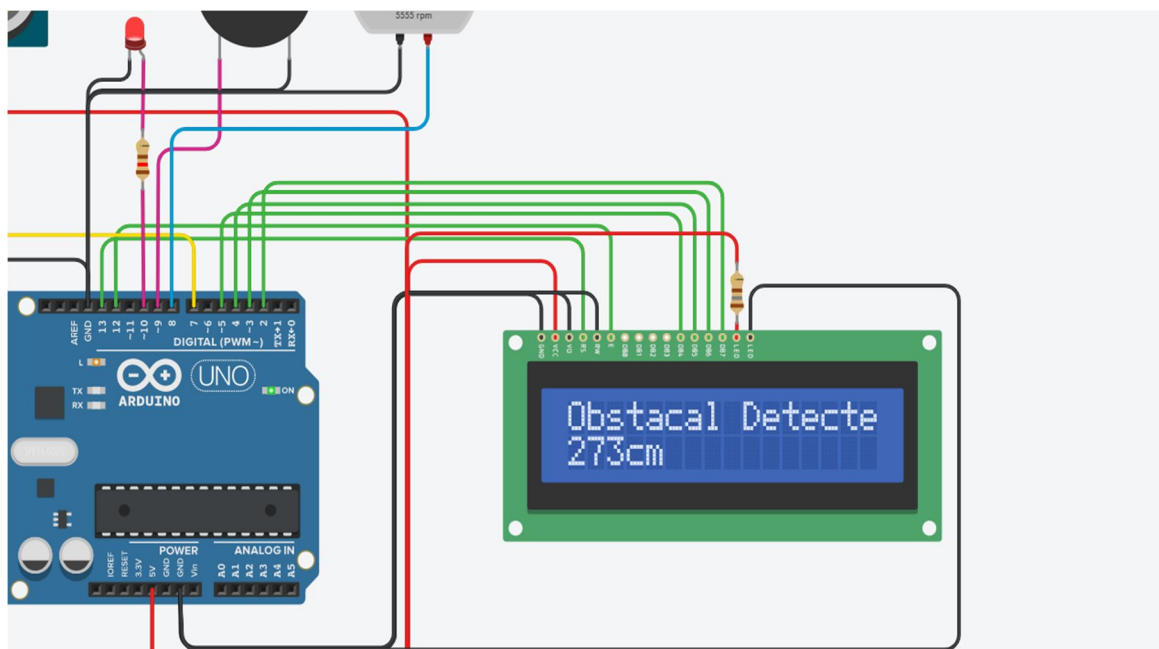 5555 rpm
AREF
GND
13
12
~11
~10
~9
8
7
~6
~5
4
~3
2
TX→1
RX←0
DIGITAL (PWM~)
L
TX
RX
ARDUINO
UNO
ON
GND
VCC
VO
RS
RW
E
DB0
DB1
DB2
DB3
DB4
DB5
DB6
DB7
LED
LED
Obstacal Detecte
273cm
POWER
ANALOG IN
IOREF
RESET
3.3V
5V
GND
GND
Vin
A0
A1
A2
A3
A4
A5